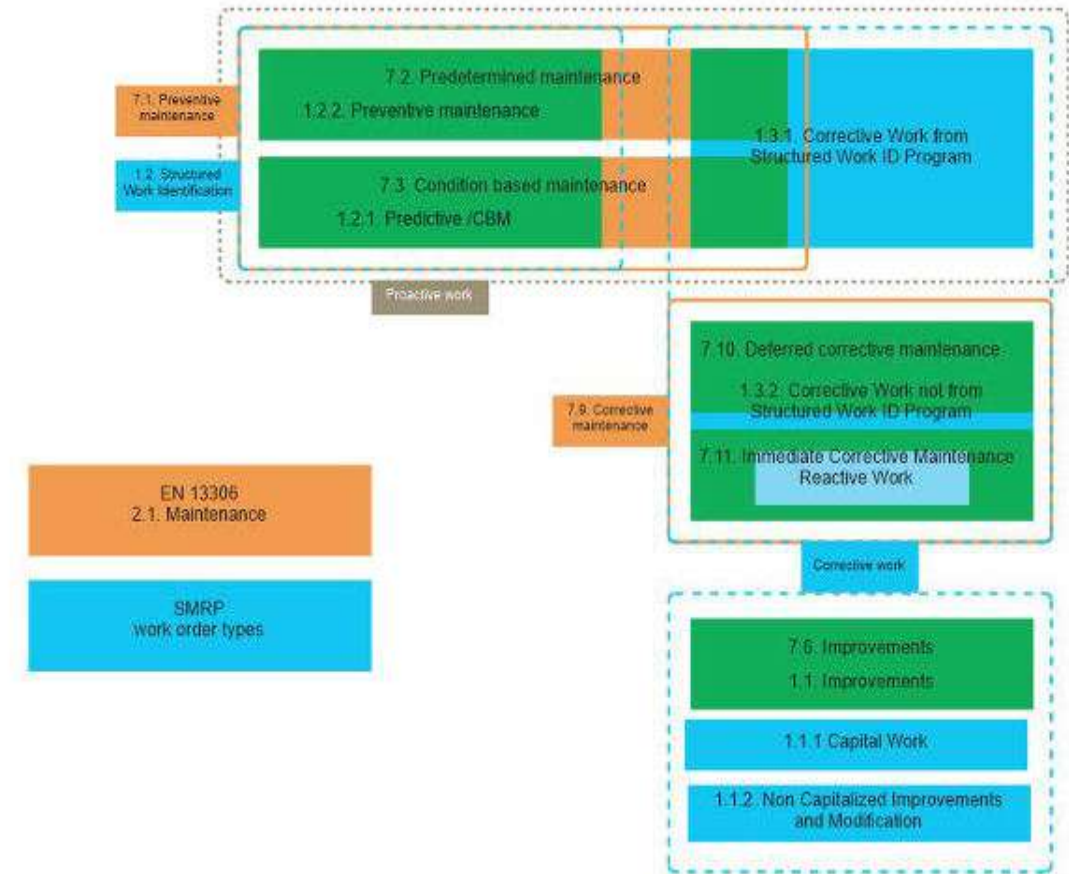 7.2. Predetermined maintenance
1.2.2. Preventive maintenance
7.1. Preventive
maintenance
1.3.1. Corrective Work from
Structured Work ID Program
1.2. Structured
Work Identification
7.3. Condition based maintenance
1.2.1. Predictive /CBM
Proactive work
7.10. Deferred corrective maintenance
1.3.2. Corrective Work not from
Structured Work ID Program
7.9. Corrective
maintenance
7.11. Immediate Corrective Maintenance
Reactive Work
EN 13306
2.1. Maintenance
Corrective work
SMRP
work order types
7.6. Improvements
1.1. Improvements
1.1.1 Capital Work
1.1.2. Non Capitalized Improvements
and Modification